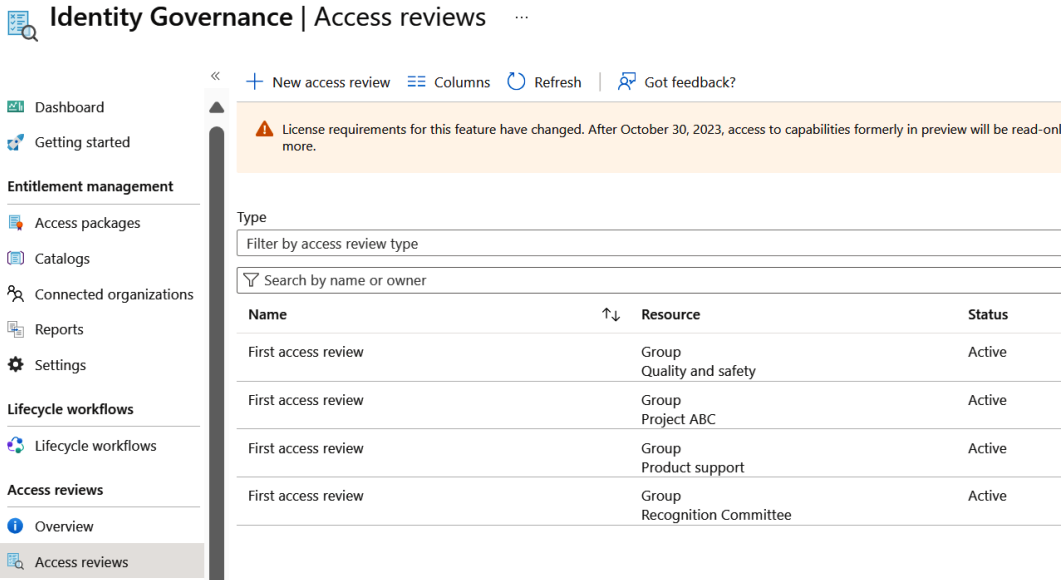 Identity Governance | Access reviews ...
«
Dashboard
Getting started
Entitlement management
Access packages
Catalogs
Connected organizations
Reports
Settings
Lifecycle workflows
Lifecycle workflows
Access reviews
Overview
Access reviews
New access review Columns Refresh | Got feedback?
License requirements for this feature have changed. After October 30, 2023, access to capabilities formerly in preview will be
more.
Type
Filter by access review type
Search by name or owner
Name Resource Status
First access review Group Active
Quality and safety
First access review Group Active
Project ABC
First access review Group Active
Product support
First access review Group Active
Recognition Committee